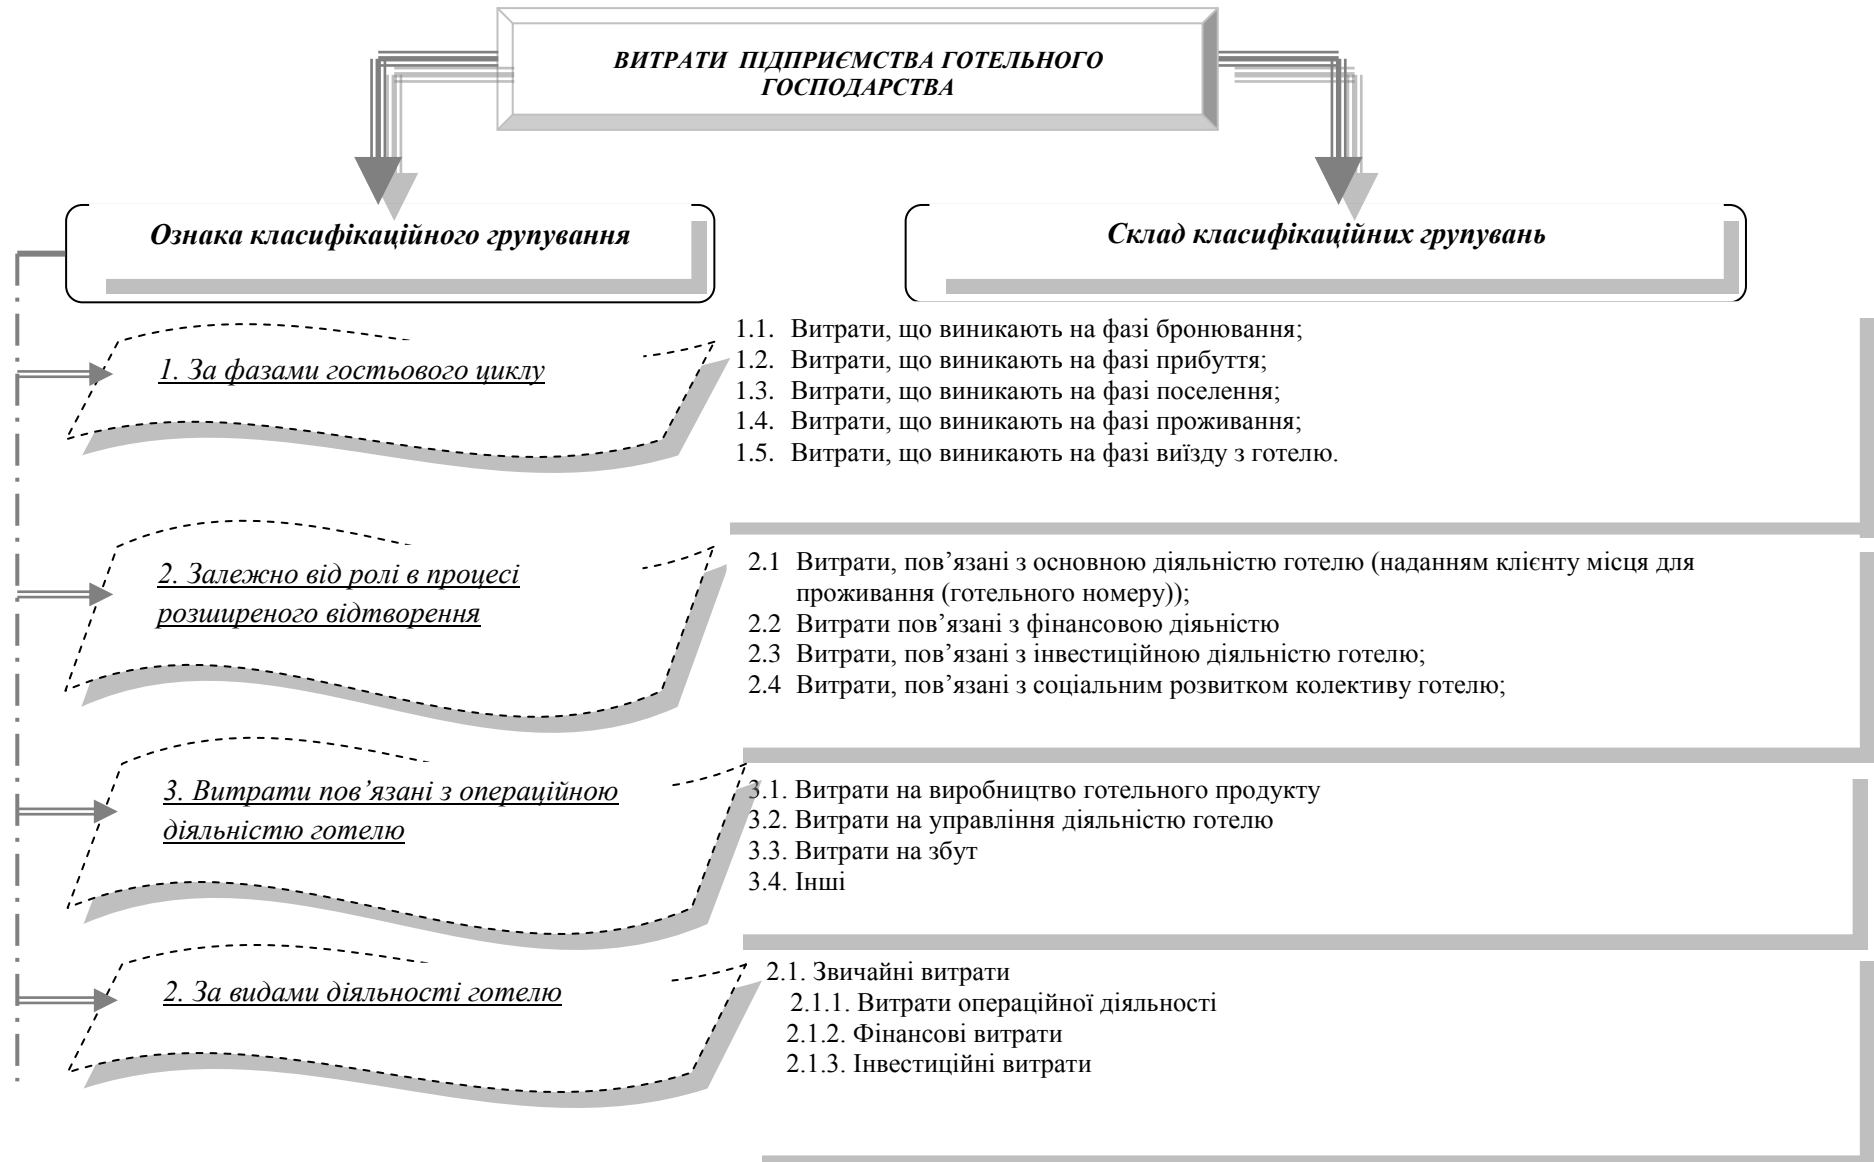 ВИТРАТИ ПІДПРИЄМСТВА ГОТЕЛЬНОГО
ГОСПОДАРСТВА
Ознака класифікаційного групування
Склад класифікаційних групувань
1. За фазами гостьового циклу
1.1. Витрати, що виникають на фазі бронювання;
1.2. Витрати, що виникають на фазі прибуття;
1.3. Витрати, що виникають на фазі поселення;
1.4. Витрати, що виникають на фазі проживання;
1.5. Витрати, що виникають на фазі виїзду з готелю.
2. Залежно від ролі в процесі
розширеного відтворення
2.1 Витрати, пов’язані з основною діяльністю готелю (наданням клієнту місця для
проживання (готельного номеру));
2.2 Витрати пов’язані з фінансовою діяьністю
2.3 Витрати, пов’язані з інвестиційною діяльністю готелю;
2.4 Витрати, пов’язані з соціальним розвитком колективу готелю;
3. Витрати пов’язані з операційною
діяльністю готелю
3.1. Витрати на виробництво готельного продукту
3.2. Витрати на управління діяльністю готелю
3.3. Витрати на збут
3.4. Інші
2. За видами діяльності готелю
2.1. Звичайні витрати
2.1.1. Витрати операційної діяльності
2.1.2. Фінансові витрати
2.1.3. Інвестиційні витрати